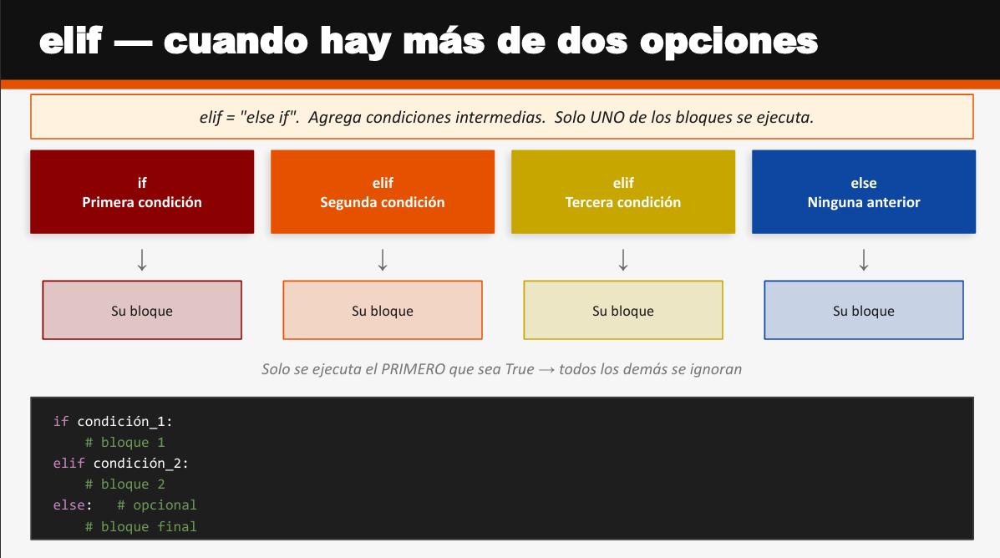 elif — cuando hay más de dos opciones
elif = "else if".  Agrega condiciones intermedias.  Solo UNO de los bloques se ejecuta.
if
Primera condición
elif
Segunda condición
elif
Tercera condición
else
Ninguna anterior
↓ ↓ ↓ ↓
Su bloque
Su bloque
Su bloque
Su bloque
Solo se ejecuta el PRIMERO que sea True → todos los demás se ignoran
if condición_1:
    # bloque 1
elif condición_2:
    # bloque 2
else:   # opcional
    # bloque final